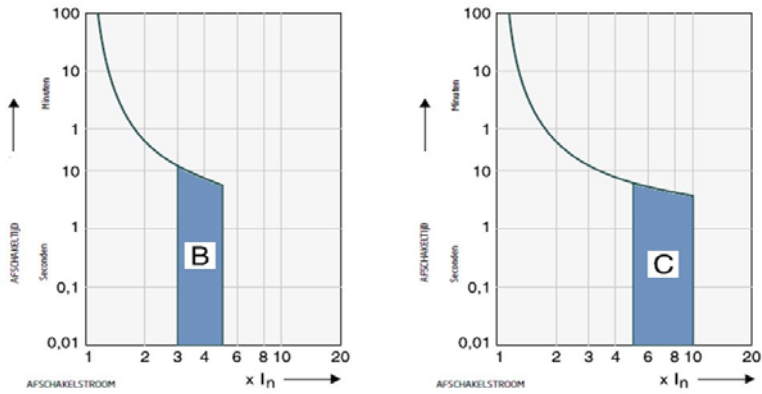 100
10
1
10
1
0,1
0,01
Minuten
Seconden
AFSCHAKELTIJD
B
1 2 3 4 6 8 10 20
x In
AFSCHAKELSTROOM
100
10
1
10
1
0,1
0,01
Minuten
Seconden
AFSCHAKELTIJD
C
1 2 3 4 6 8 10 20
x In
AFSCHAKELSTROOM